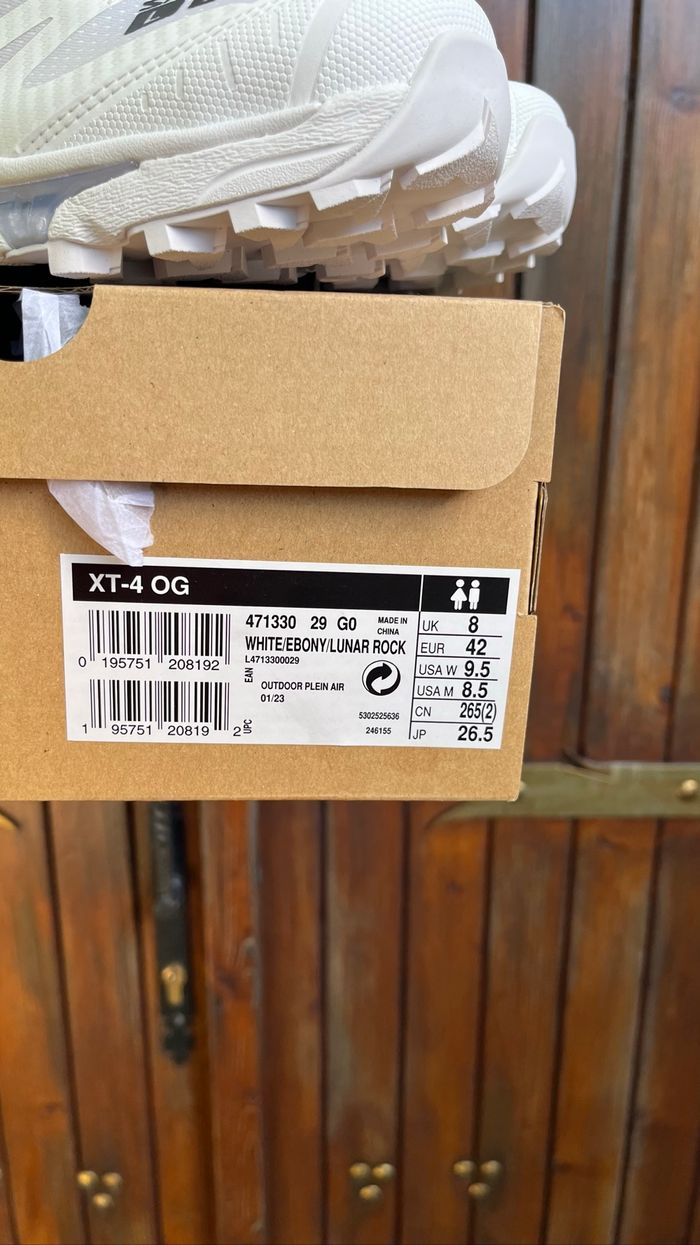 XT-4 OG
471330 29 G0 MADE IN CHINA
WHITE/EBONY/LUNAR ROCK
L4713300029
0 195751 208192
EAN
OUTDOOR PLEIN AIR
01/23
5302525636
246155
1 95751 20819 2
UPC
UK 8
EUR 42
USA W 9.5
USA M 8.5
CN 265(2)
JP 26.5